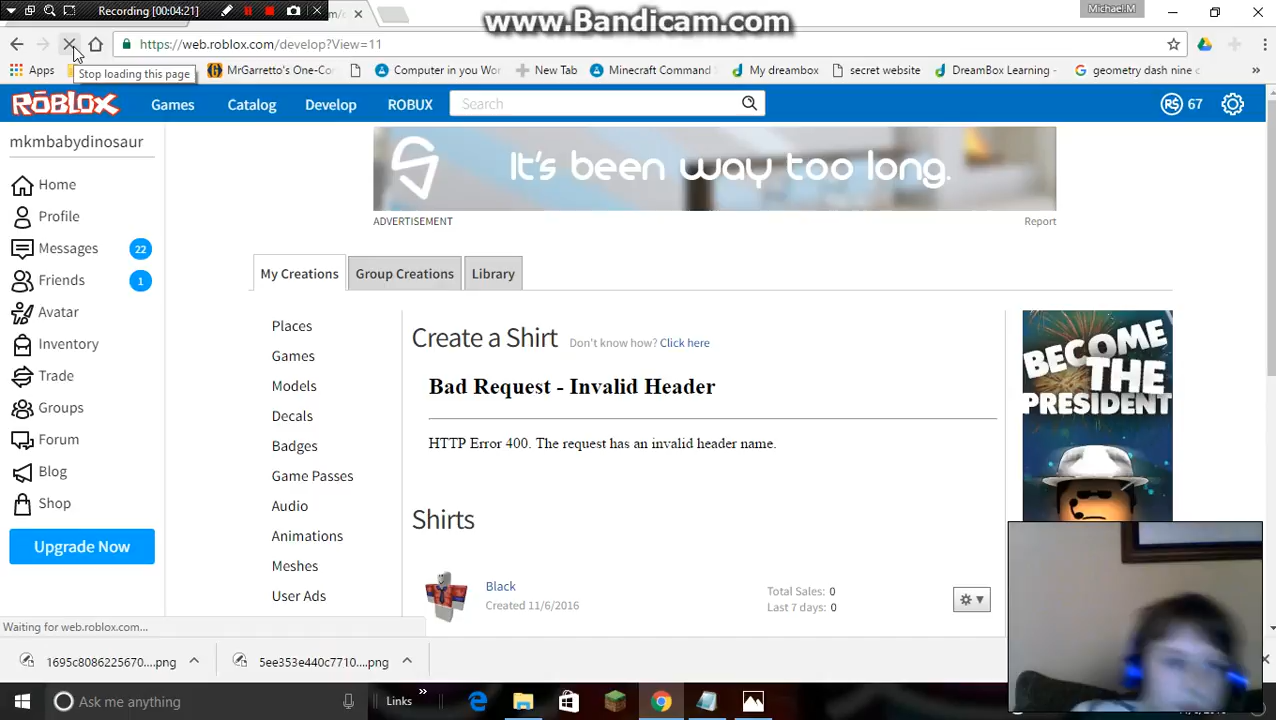 Recording [00:04:21]
www.Bandicam.com
Michael.M
https://web.roblox.com/develop?View=11
Stop loading this page
Apps
MrGarretto's One-Co
Computer in you Wor
New Tab
Minecraft Command
My dreambox
secret website
DreamBox Learning -
geometry dash nine c
»
ROBLOX
Games
Catalog
Develop
ROBUX
Search
R$ 67
mkmbabydinosaur
Home
Profile
Messages 22
Friends 1
Avatar
Inventory
Trade
Groups
Forum
Blog
Shop
Upgrade Now
It's been way too long.
ADVERTISEMENT
Report
My Creations
Group Creations
Library
Places
Games
Models
Decals
Badges
Game Passes
Audio
Animations
Meshes
User Ads
Create a Shirt
Don't know how? Click here
Bad Request - Invalid Header
HTTP Error 400. The request has an invalid header name.
Shirts
Black
Created 11/6/2016
Total Sales: 0
Last 7 days: 0
BECOME
THE
PRESIDENT
Waiting for web.roblox.com...
1695c8086225670....png
5ee353e440c7710....png
Ask me anything
Links
»